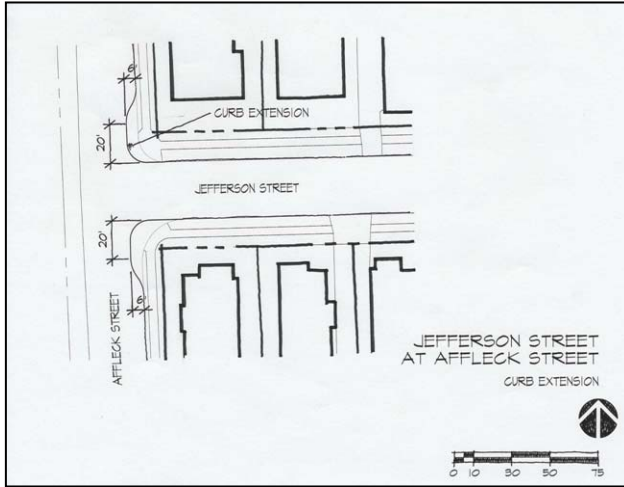 6'
CURB EXTENSION
20'
JEFFERSON STREET
20'
6'
AFFLECK STREET
JEFFERSON STREET
AT AFFLECK STREET
CURB EXTENSION
0 10 30 50 75